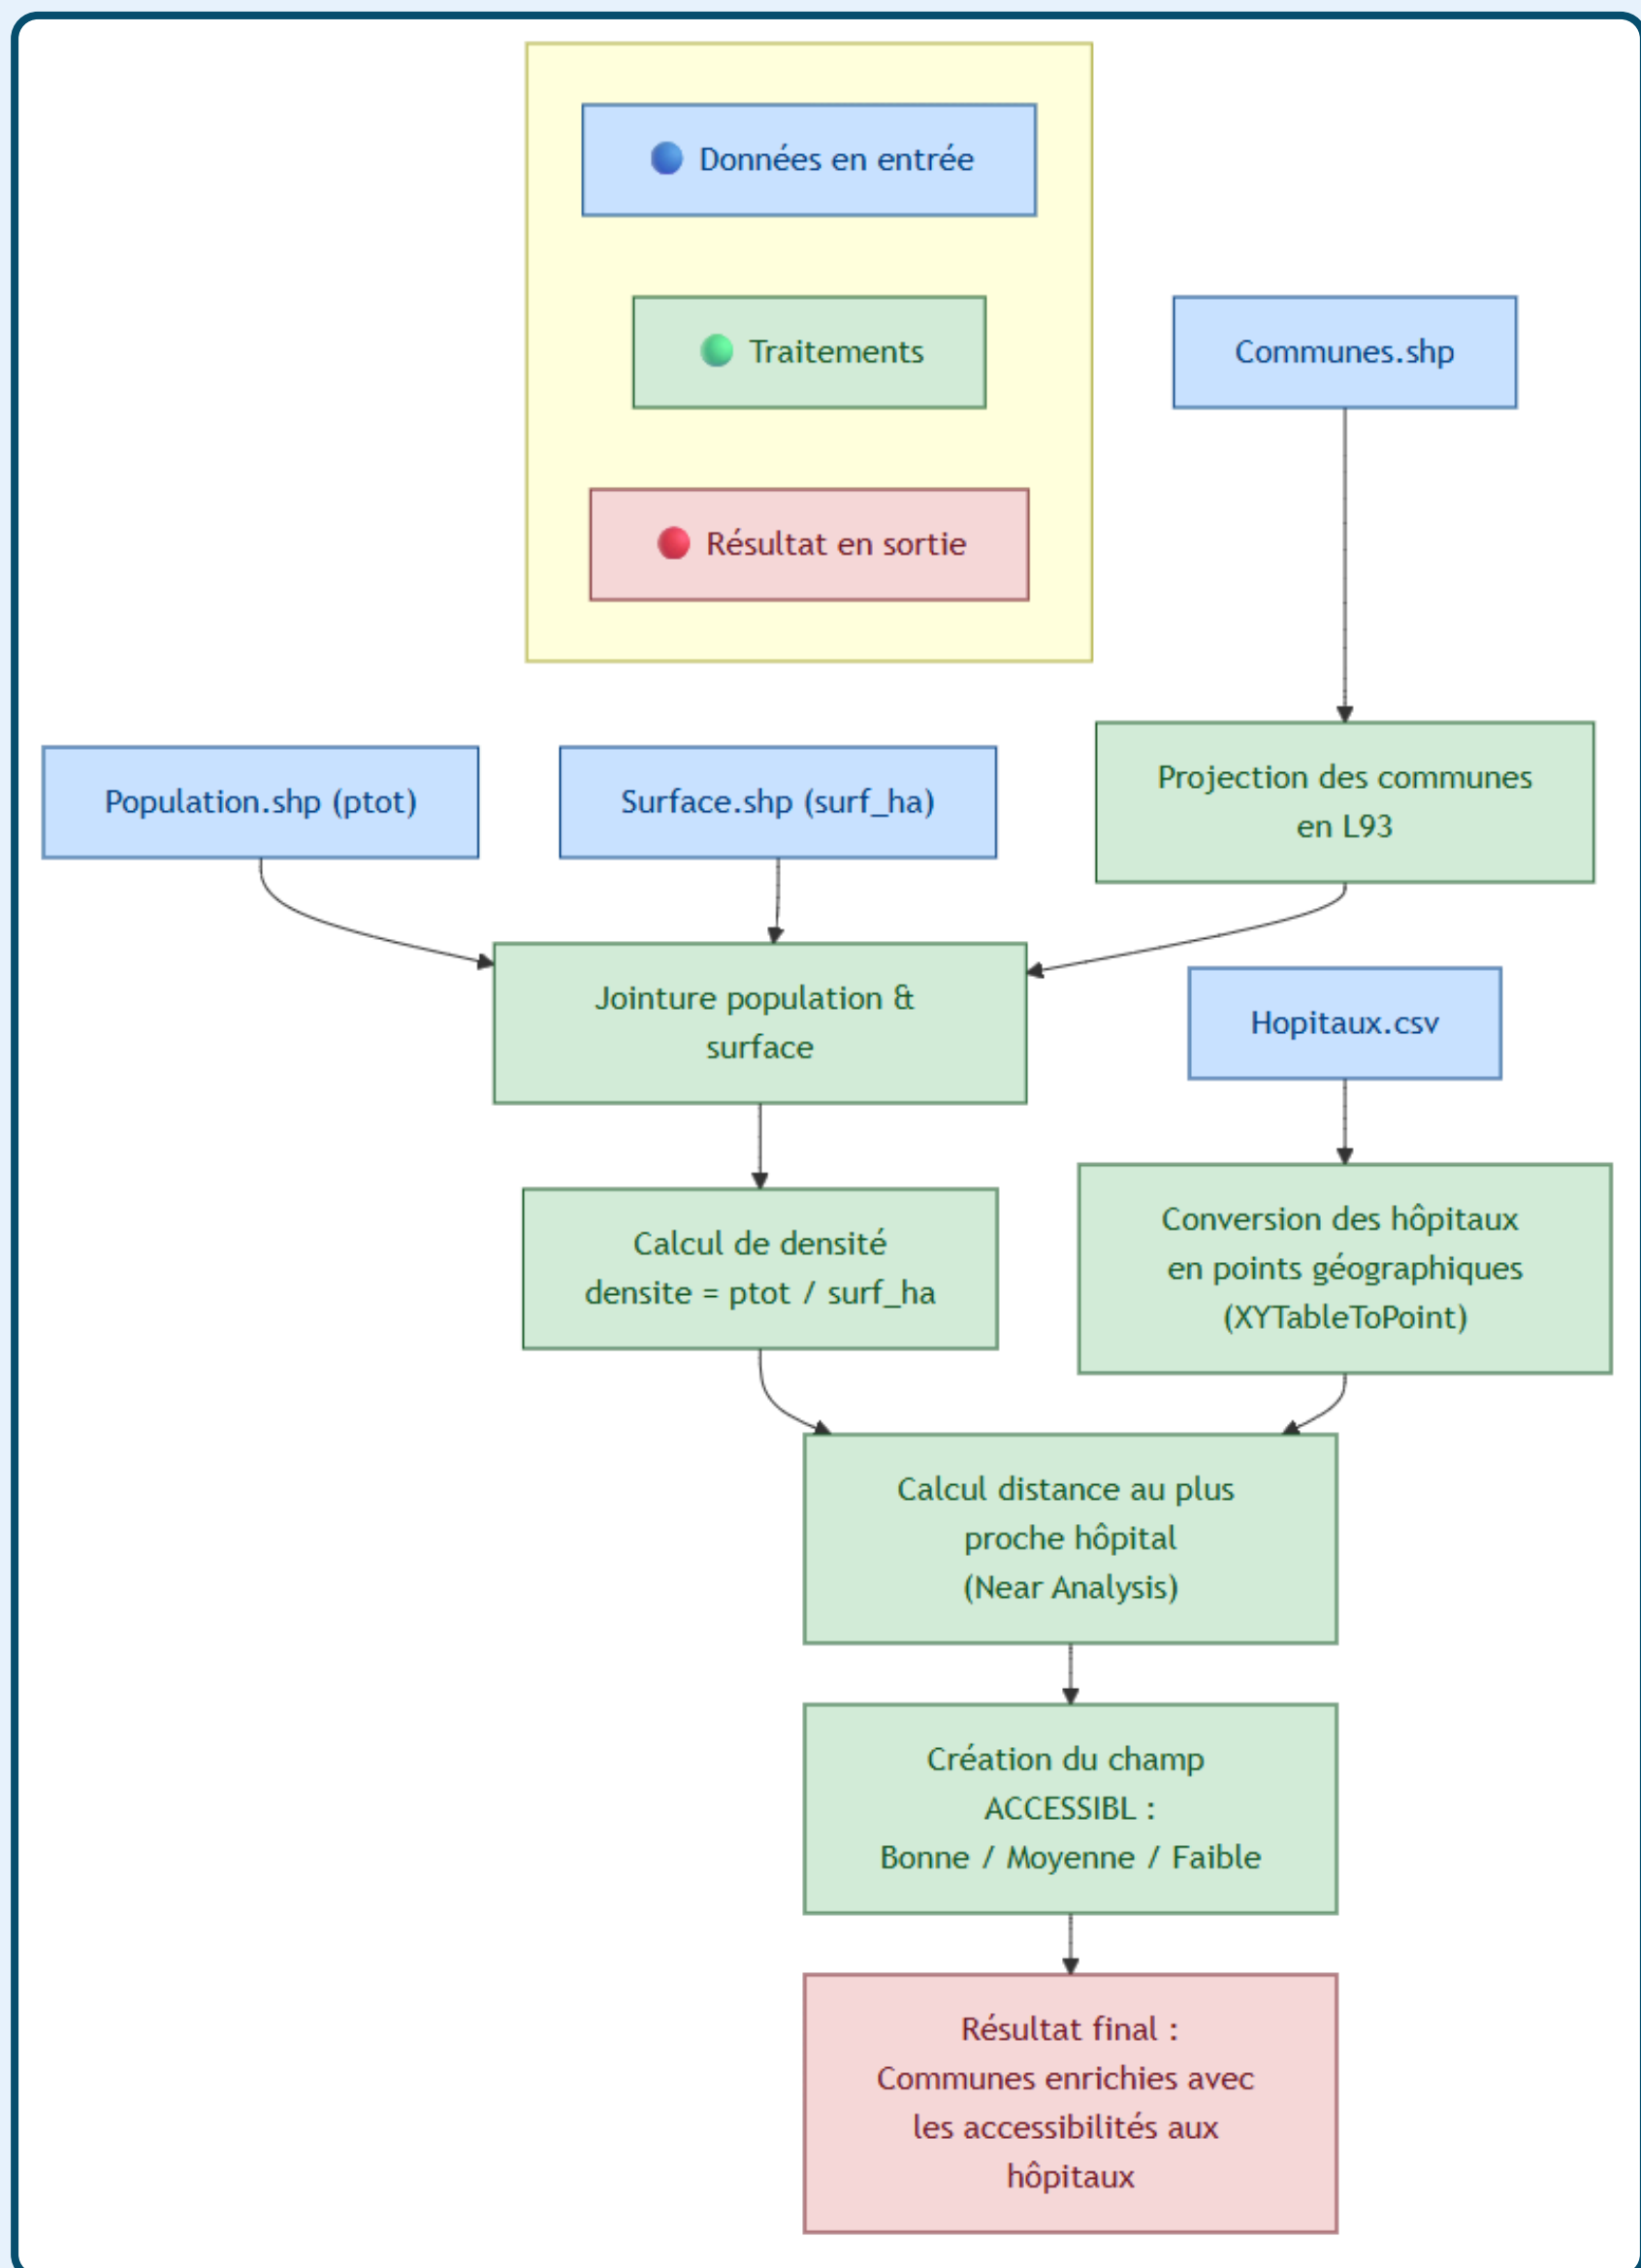 Données en entrée
Traitements
Communes.shp
Résultat en sortie
Population.shp (ptot)
Surface.shp (surf_ha)
Projection des communes
en L93
Jointure population &
surface
Hopitaux.csv
Calcul de densité
densite = ptot / surf_ha
Conversion des hôpitaux
en points géographiques
(XYTableToPoint)
Calcul distance au plus
proche hôpital
(Near Analysis)
Création du champ
ACCESSIBL :
Bonne / Moyenne / Faible
Résultat final :
Communes enrichies avec
les accessibilités aux
hôpitaux